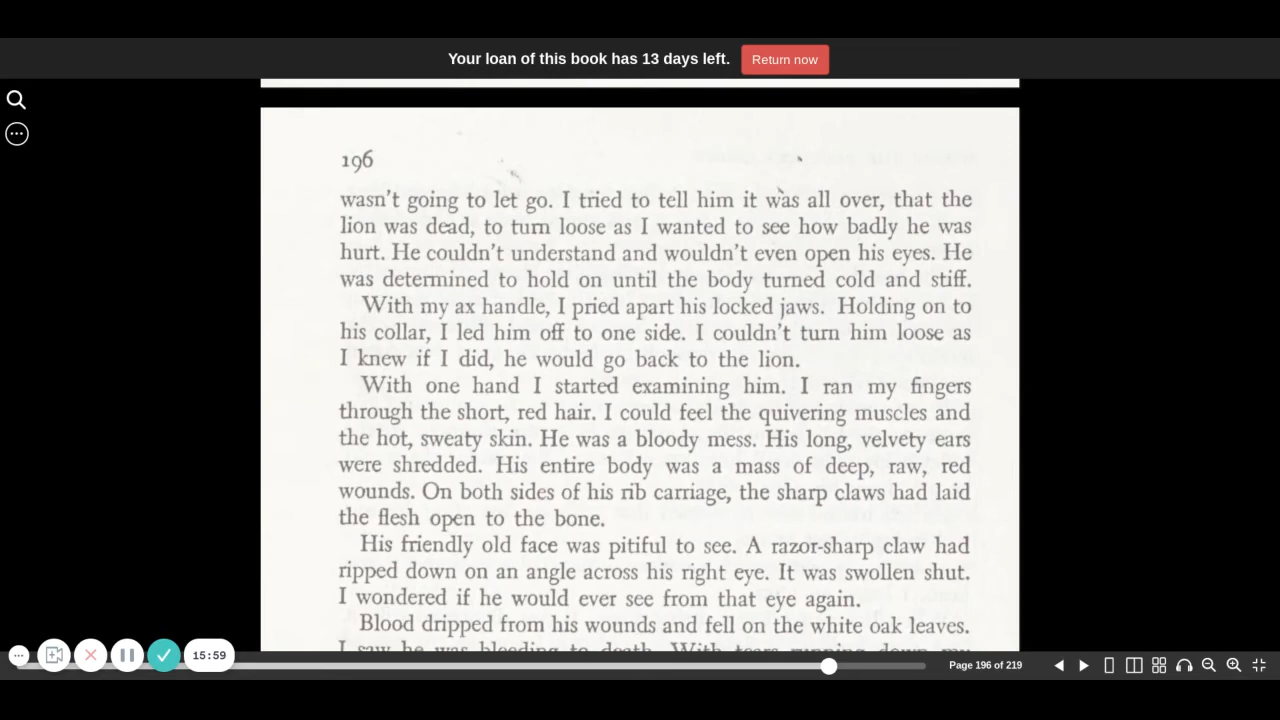 Your loan of this book has 13 days left. Return now
196
wasn't going to let go. I tried to tell him it was all over, that the
lion was dead, to turn loose as I wanted to see how badly he was
hurt. He couldn't understand and wouldn't even open his eyes. He
was determined to hold on until the body turned cold and stiff.
With my ax handle, I pried apart his locked jaws. Holding on to
his collar, I led him off to one side. I couldn't turn him loose as
I knew if I did, he would go back to the lion.
With one hand I started examining him. I ran my fingers
through the short, red hair. I could feel the quivering muscles and
the hot, sweaty skin. He was a bloody mess. His long, velvety ears
were shredded. His entire body was a mass of deep, raw, red
wounds. On both sides of his rib carriage, the sharp claws had laid
the flesh open to the bone.
His friendly old face was pitiful to see. A razor-sharp claw had
ripped down on an angle across his right eye. It was swollen shut.
I wondered if he would ever see from that eye again.
Blood dripped from his wounds and fell on the white oak leaves.
I saw he was bleeding to death. With tears running down my
15:59
Page 196 of 219